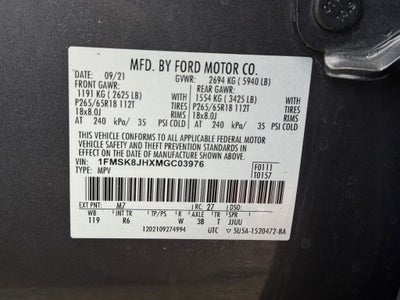 MFD. BY FORD MOTOR CO.
DATE: 09/21 GVWR: 2694 KG ( 5940 LB)
FRONT GAWR: REAR GAWR:
1191 KG ( 2625 LB) 1554 KG ( 3425 LB)
P265/65R18 112T TIRES P265/65R18 112T TIRES
18x8.0J RIMS 18x8.0J RIMS
AT 240 kPa/ 35 PSI COLD AT 240 kPa/ 35 PSI COLD
THIS VEHICLE CONFORMS TO ALL APPLICABLE FEDERAL MOTOR
VEHICLE SAFETY AND THEFT PREVENTION STANDARDS IN EFFECT
ON THE DATE OF MANUFACTURE SHOWN ABOVE.
VIN: 1FMSK8JHXMGC03976 F0111
TYPE: MPV T0157
EXT PNT: M7 RC: 27 DSO:
WB INT TR TP/PS R AXLE TR SPR
119 R6 W 3B T JJUU
1202109274994 UTC 5U5A-1520472-BA